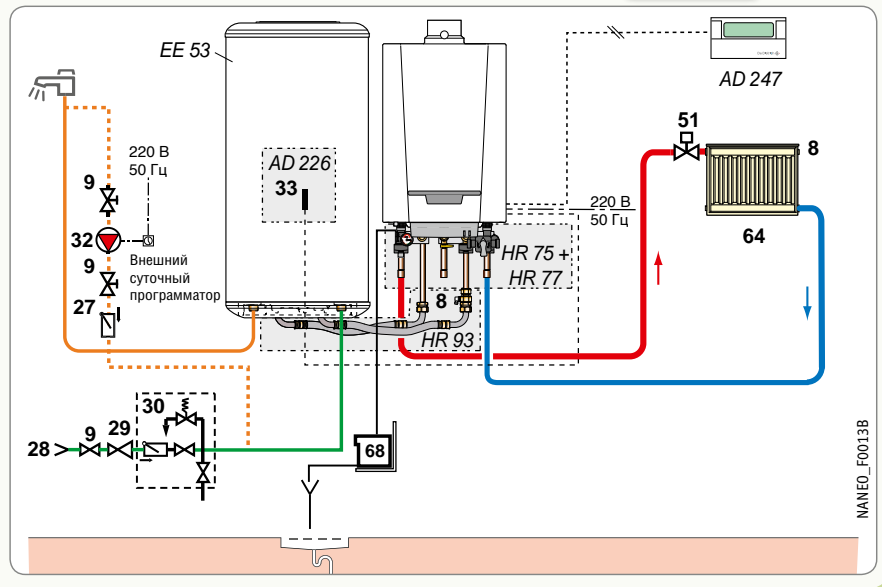 EE 53
AD 247
51
8
64
220 В
50 Гц
AD 226
33
9
220 В
50 Гц
32
Внешний
суточный
программатор
9
27
HR 75 +
HR 77
8
HR 93
30
28
9
29
68
NANEO_F0013B